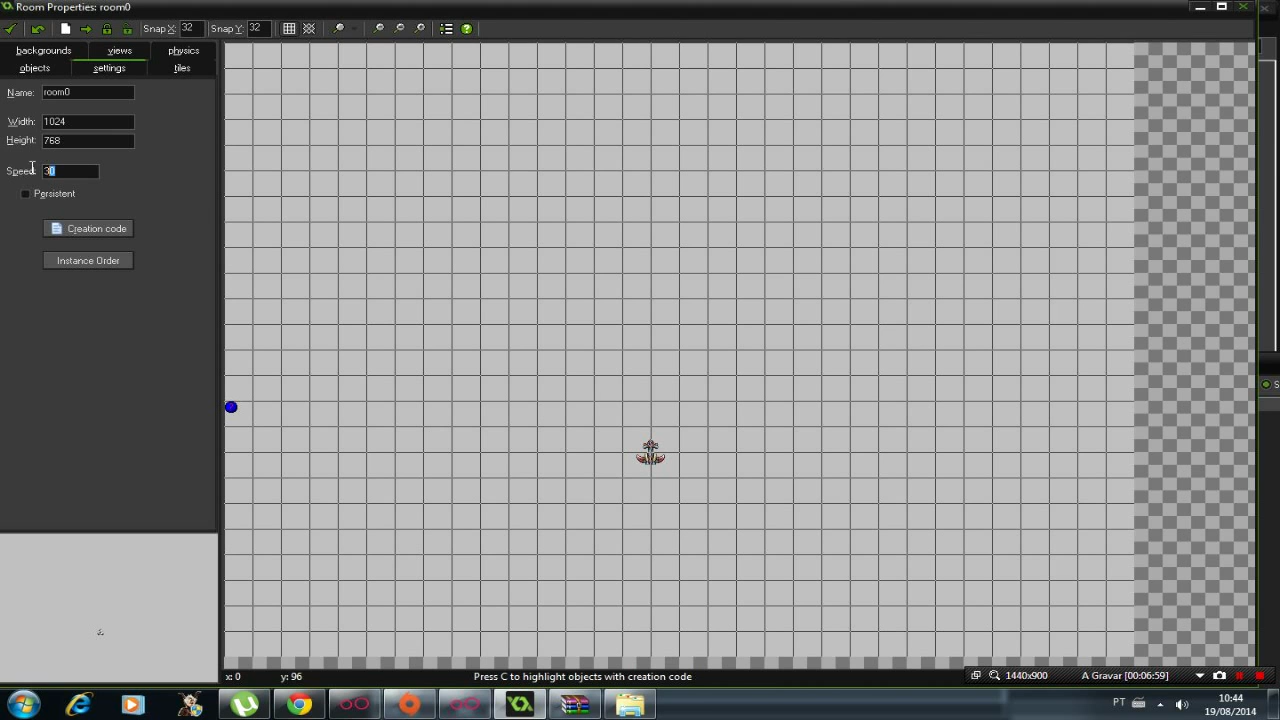 Room Properties: room0
Snap X: 32 Snap Y: 32
backgrounds views physics
objects settings tiles
Name: room0
Width: 1024
Height: 768
Speed: 30
Persistent
Creation code
Instance Order
x: 0 y: 96 Press C to highlight objects with creation code
1440x900 A Gravar [00:06:59]
PT 10:44
19/08/2014